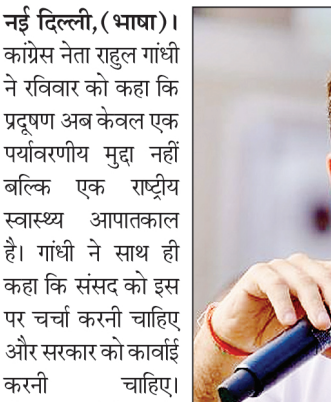 नई दिल्ली,(भाषा)।
कांग्रेस नेता राहुल गांधी
ने रविवार को कहा कि
प्रदूषण अब केवल एक
पर्यावरणीय मुद्दा नहीं
बल्कि एक राष्ट्रीय
स्वास्थ्य आपातकाल
है। गांधी ने साथ ही
कहा कि संसद को इस
पर चर्चा करनी चाहिए
और सरकार को कार्वाई
करनी चाहिए।